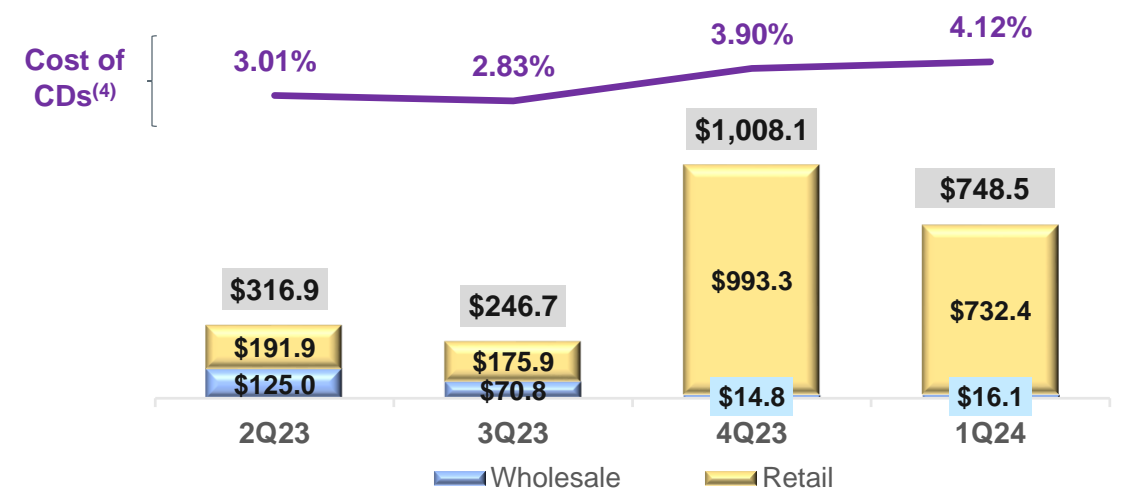 Cost of
CDs(4)
3.01%
2.83%
3.90%
4.12%
$1,008.1
$748.5
$316.9
$246.7
$993.3
$732.4
$191.9
$175.9
$125.0
$70.8
$14.8
$16.1
2Q23
3Q23
4Q23
1Q24
Wholesale
Retail